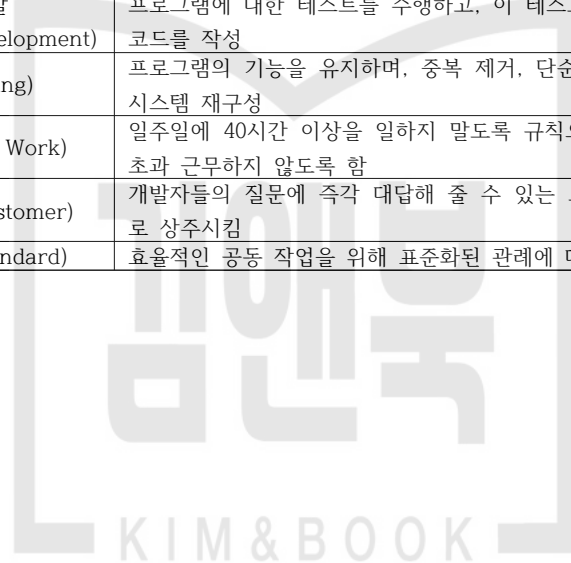 프로그램에 대한 테스트를 수행하고, 이 테스
elopment) 코드를 작성
ng) 프로그램의 기능을 유지하며, 중복 제거, 단순
시스템 재구성
Work) 일주일에 40시간 이상을 일하지 말도록 규칙
초과 근무하지 않도록 함
stomer) 개발자들의 질문에 즉각 대답해 줄 수 있는
로 상주시킴
ndard) 효율적인 공동 작업을 위해 표준화된 관례에
김앤북
KIM&BOOK